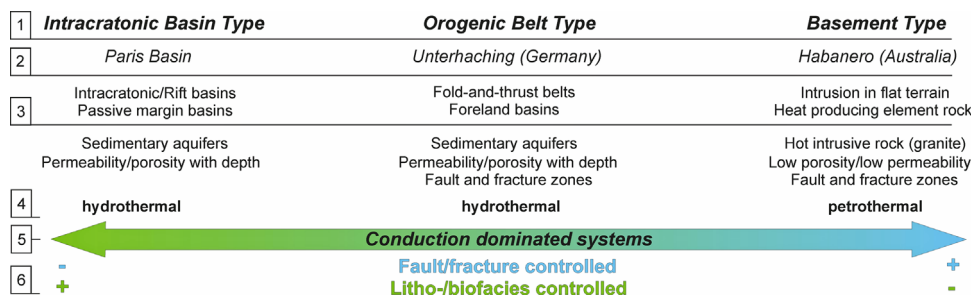 1 Intracratonic Basin Type Orogenic Belt Type Basement Type
2 Paris Basin Unterhaching (Germany) Habanero (Australia)
Intracratonic/Rift basins Fold-and-thrust belts Intrusion in flat terrain
3 Passive margin basins Foreland basins Heat producing element rock
Sedimentary aquifers Sedimentary aquifers Hot intrusive rock (granite)
Permeability/porosity with depth Permeability/porosity with depth Low porosity/low permeability
Fault and fracture zones Fault and fracture zones
4 hydrothermal hydrothermal petrothermal
5 Conduction dominated systems
- Fault/fracture controlled +
6 + Litho-/biofacies controlled -